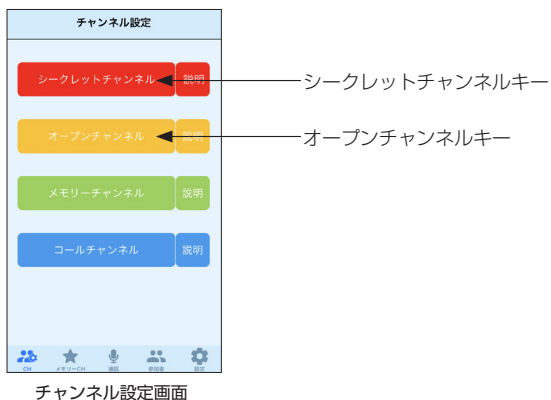 チャンネル設定
シークレットチャンネル 説明
シークレットチャンネルキー
オープンチャンネル 説明
オープンチャンネルキー
メモリーチャンネル 説明
コールチャンネル 説明
CH メモリーCH 通話 参加者 設定
チャンネル設定画面